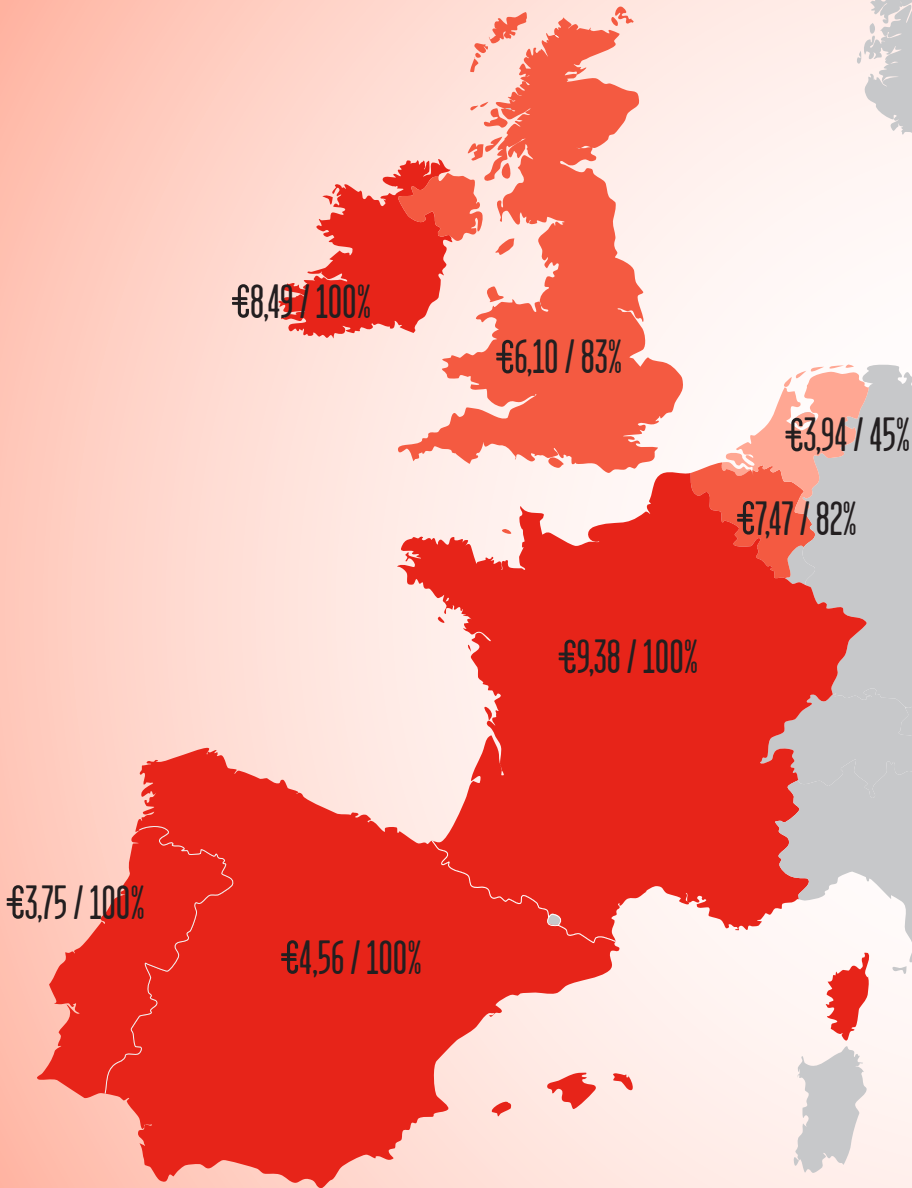 €8,49 / 100%
€6,10 / 83%
€3,94 / 45%
€7,47 / 82%
€9,38 / 100%
€3,75 / 100%
€4,56 / 100%